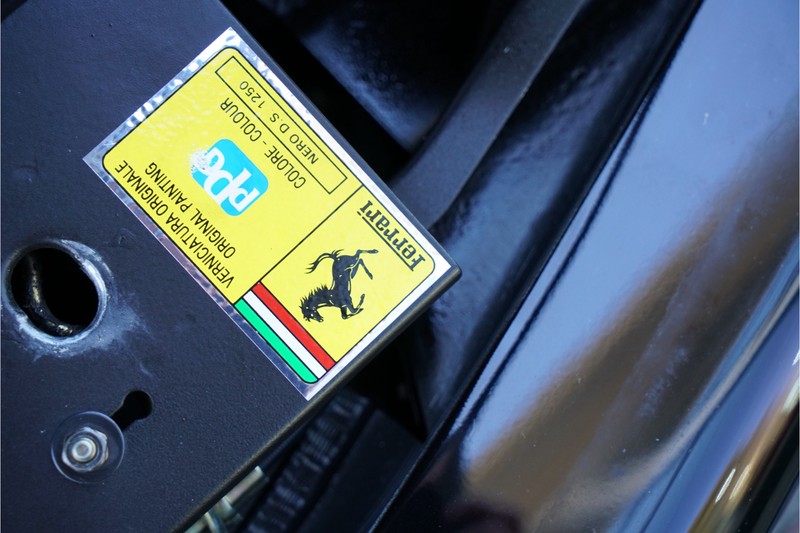 Ferrari
VERNICIATURA ORIGINALE
ORIGINAL PAINTING
ppg
COLORE - COLOUR
NERO D.S. 1250